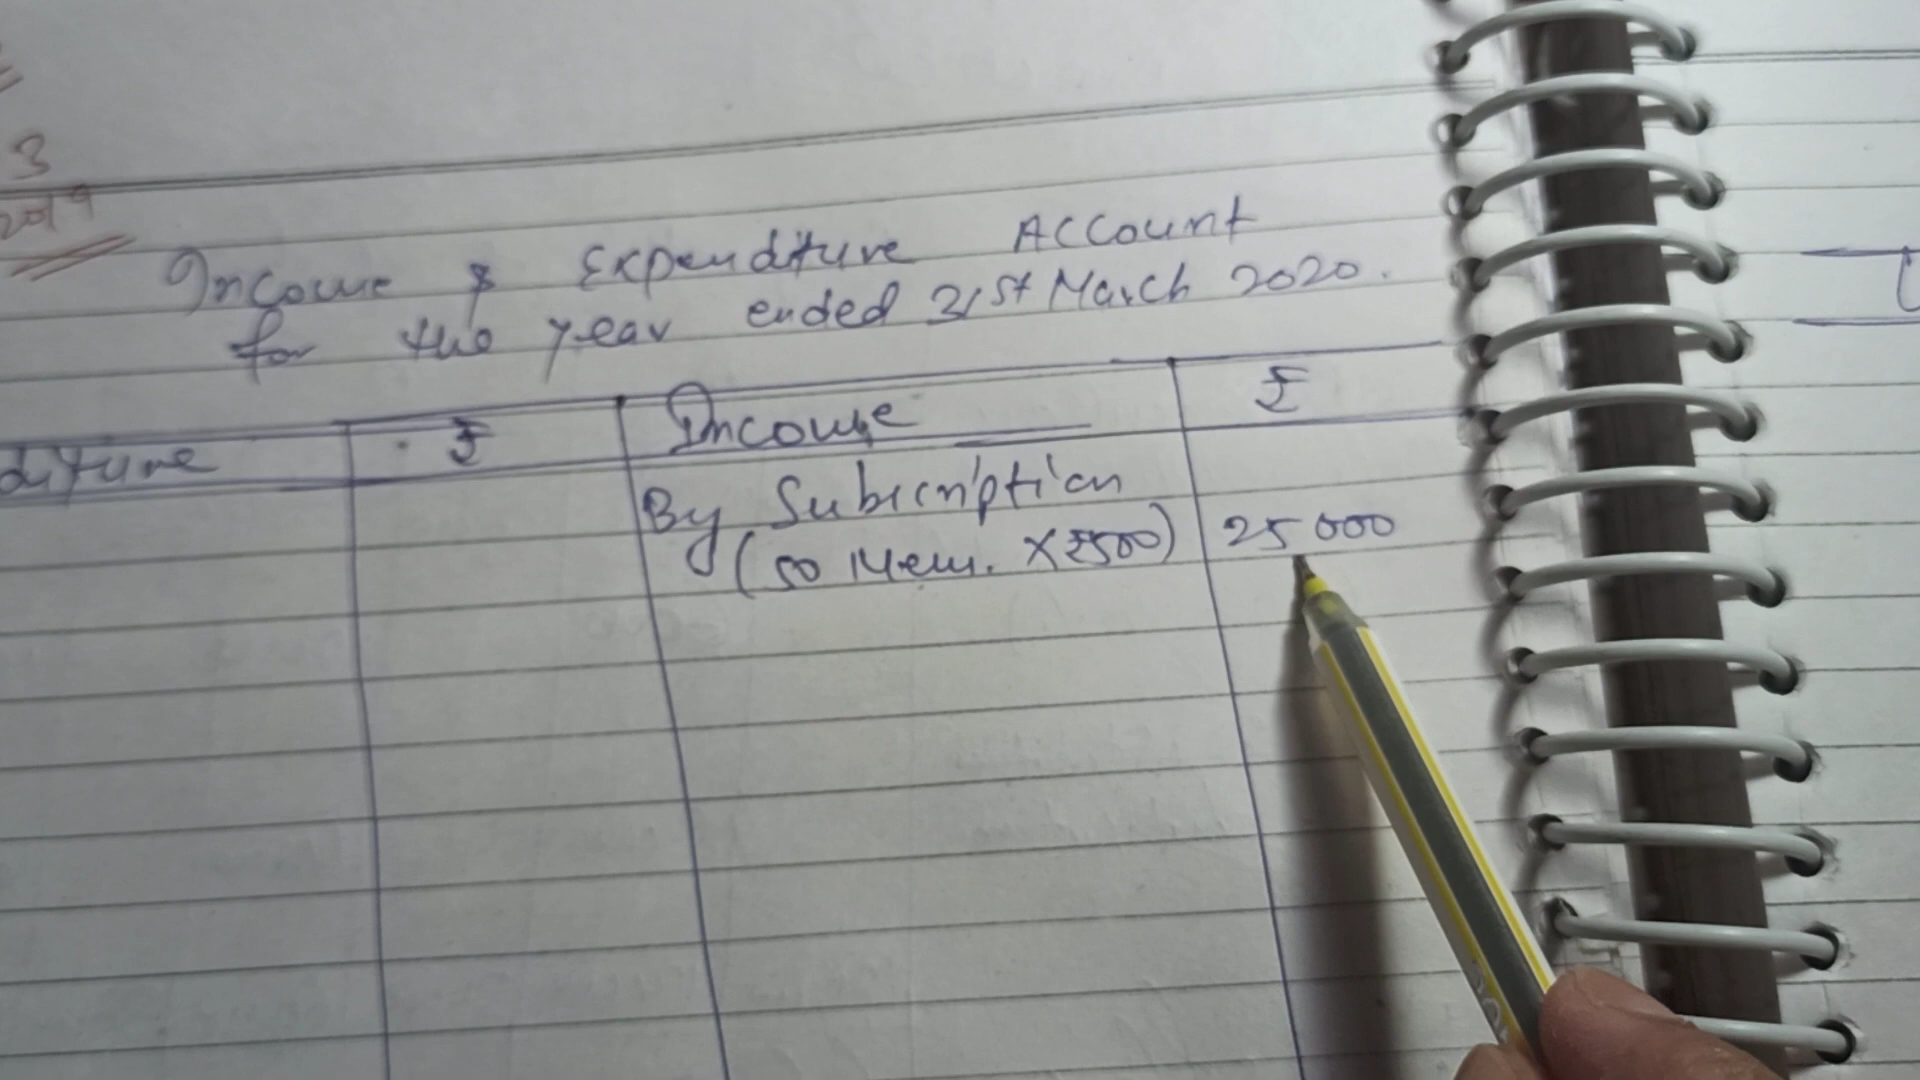 3
2019
Income & Expenditure Account
for the year ended 31st March 2020.
diture ₹ Income ₹
By Subscription
(50 Mem. X ₹500) 25000